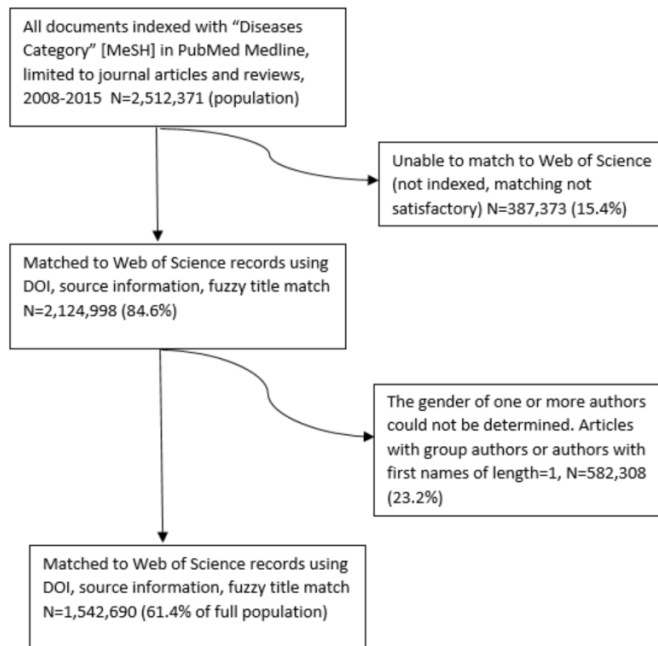 All documents indexed with “Diseases
Category” [MeSH] in PubMed Medline,
limited to journal articles and reviews,
2008-2015  N=2,512,371 (population)
Unable to match to Web of Science
(not indexed, matching not
satisfactory) N=387,373 (15.4%)
Matched to Web of Science records using
DOI, source information, fuzzy title match
N=2,124,998 (84.6%)
The gender of one or more authors
could not be determined. Articles
with group authors or authors with
first names of length=1, N=582,308
(23.2%)
Matched to Web of Science records using
DOI, source information, fuzzy title match
N=1,542,690 (61.4% of full population)